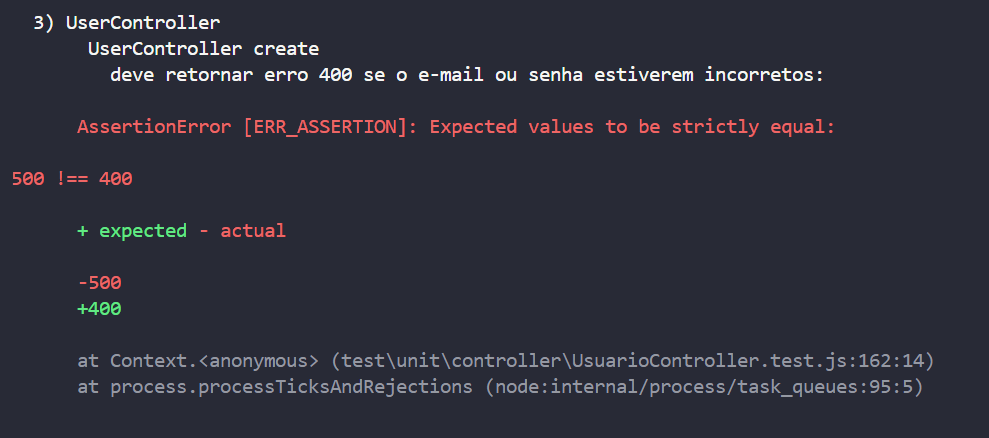 3) UserController
UserController create
deve retornar erro 400 se o e-mail ou senha estiverem incorretos:
AssertionError [ERR_ASSERTION]: Expected values to be strictly equal:
500 !== 400
+ expected - actual
-500
+400
at Context.<anonymous> (test\unit\controller\UsuarioController.test.js:162:14)
at process.processTicksAndRejections (node:internal/process/task_queues:95:5)